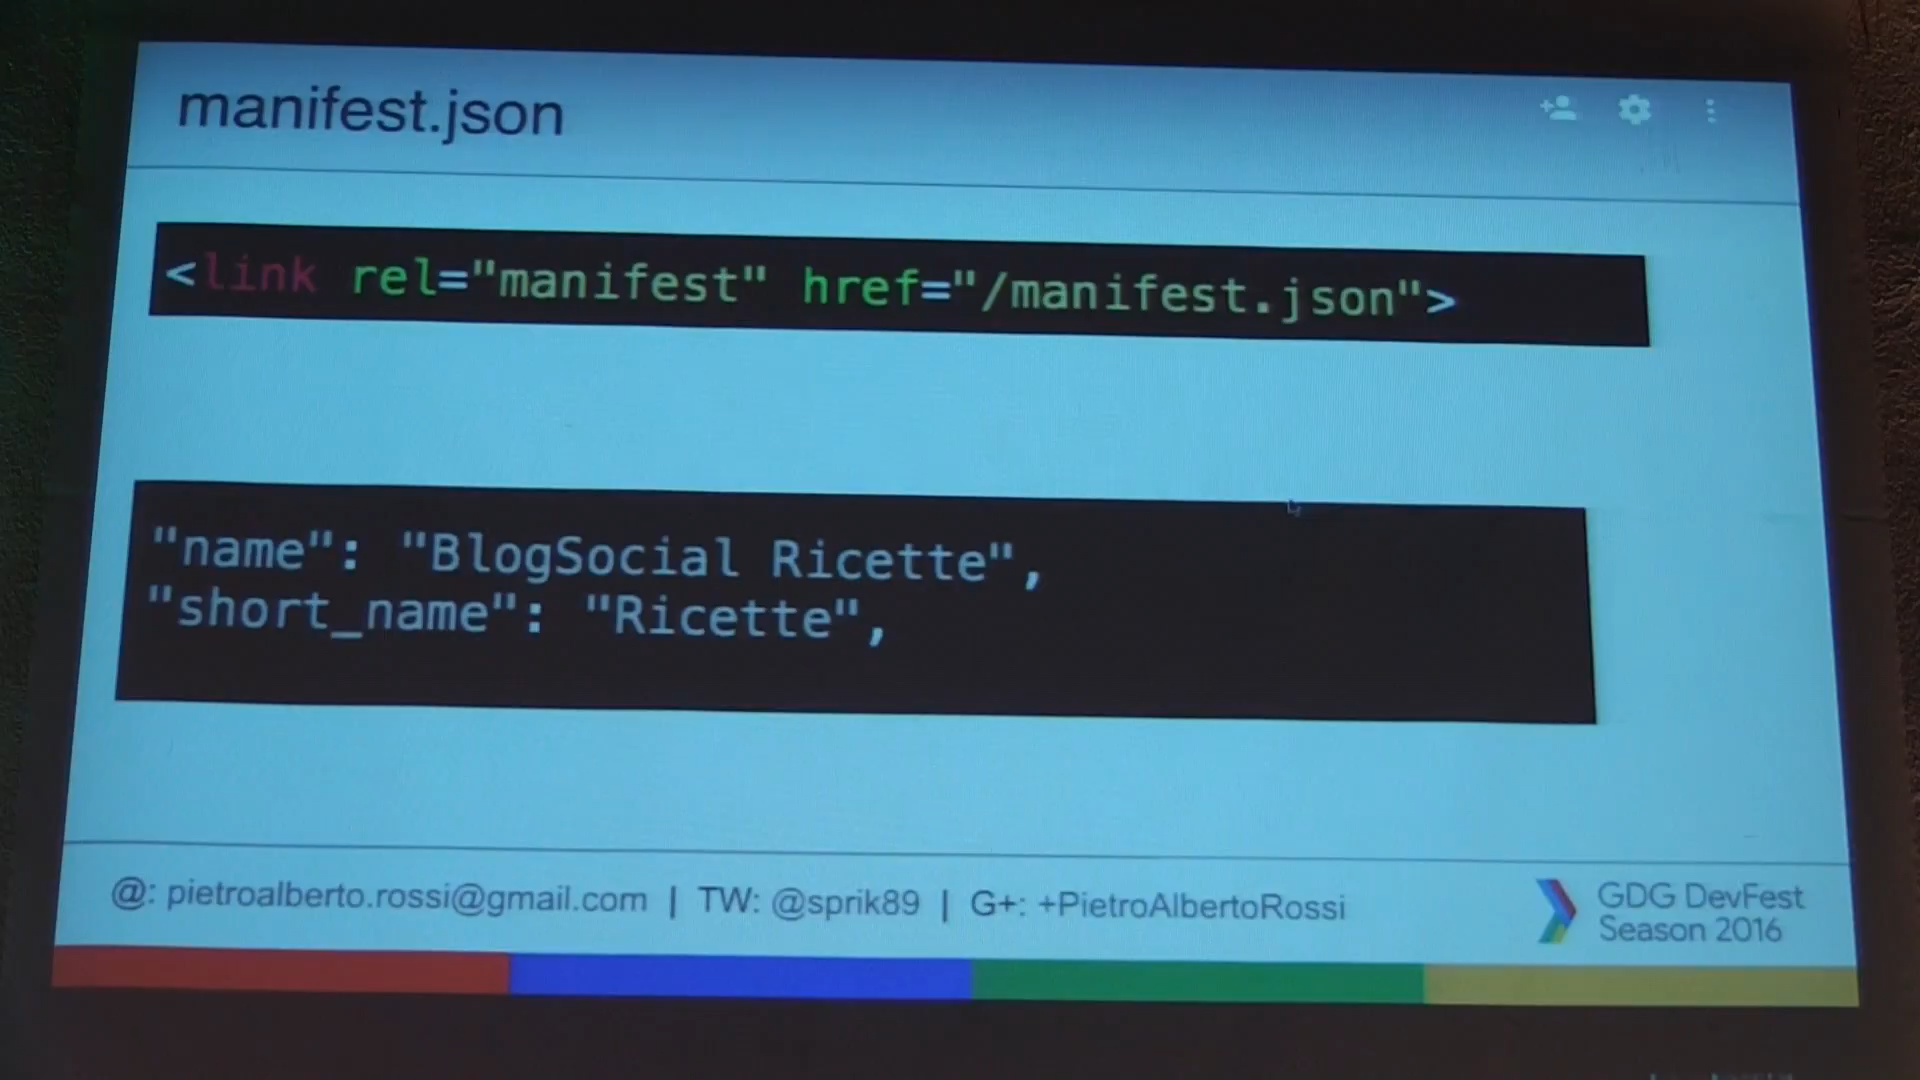 manifest.json
<link rel="manifest" href="/manifest.json">
"name": "BlogSocial Ricette",
"short_name": "Ricette",
@: pietroalberto.rossi@gmail.com | TW: @sprik89 | G+: +PietroAlbertoRossi
GDG DevFest
Season 2016